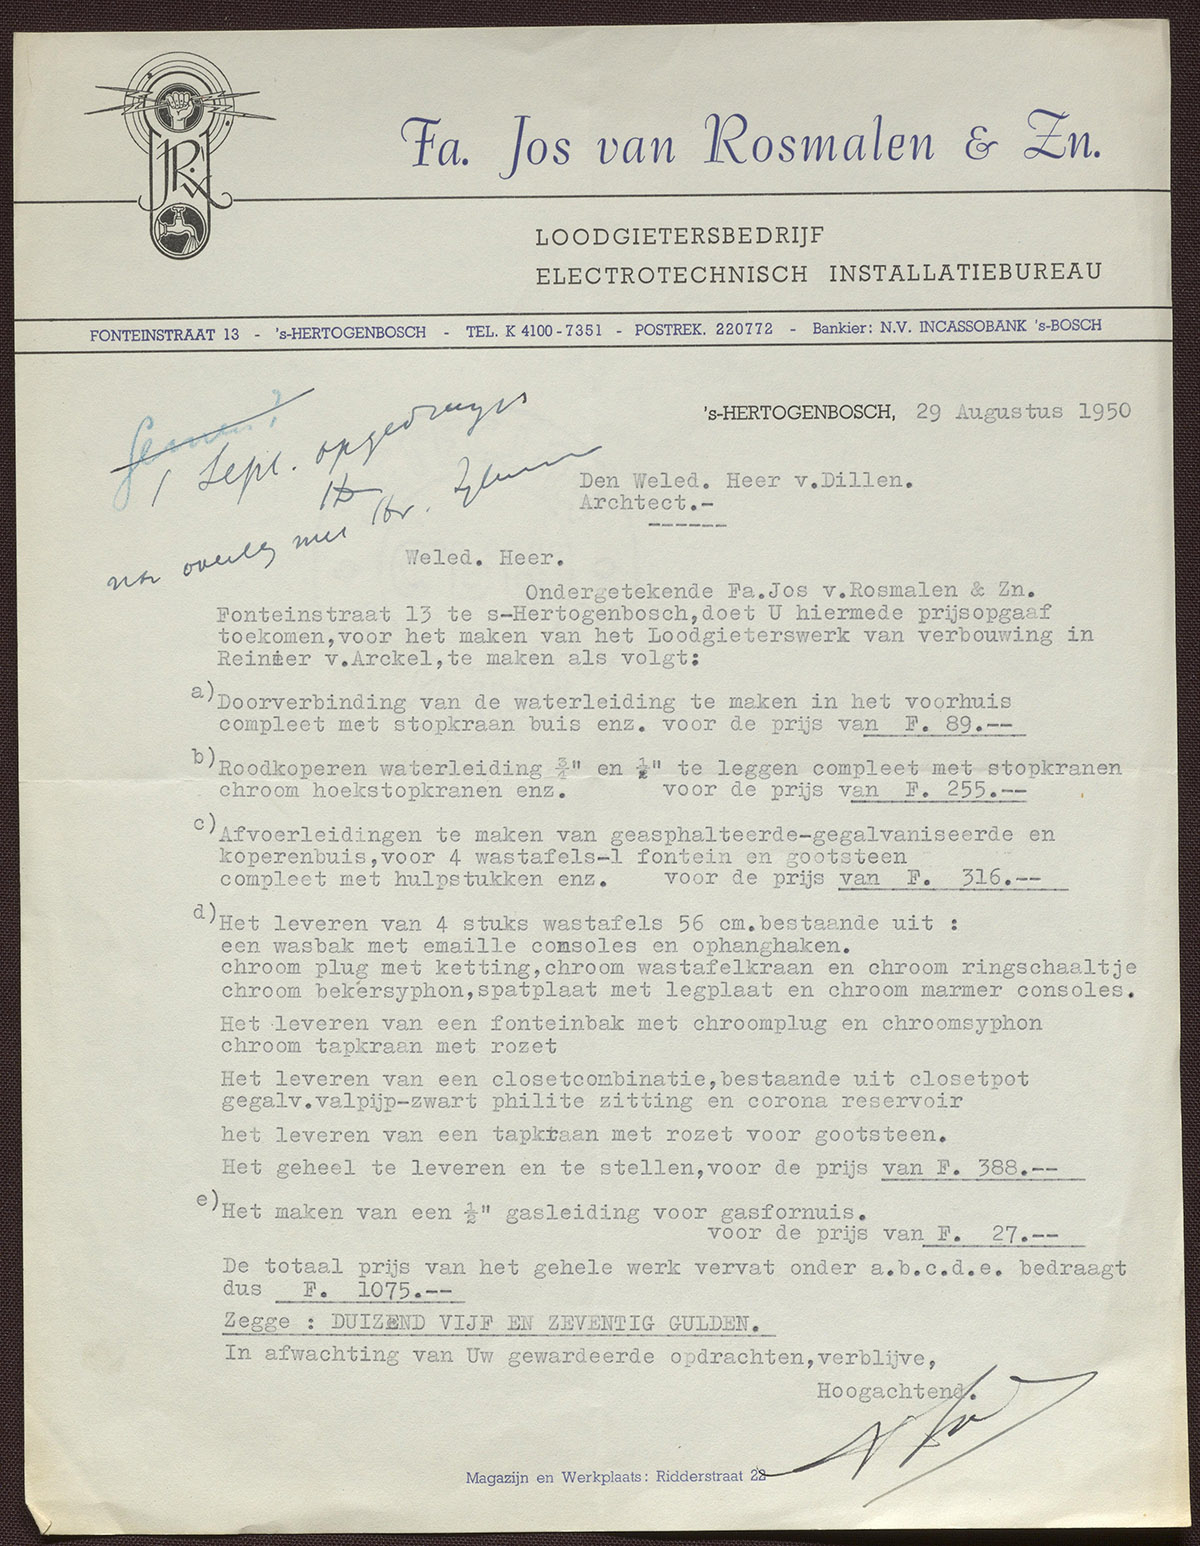 JRx
Fa. Jos van Rosmalen & Zn.
LOODGIETERSBEDRIJF
ELECTROTECHNISCH INSTALLATIEBUREAU
FONTEINSTRAAT 13 - 's-HERTOGENBOSCH - TEL. K 4100-7351 - POSTREK. 220772 - Bankier: N.V. INCASSOBANK 's-BOSCH
's-HERTOGENBOSCH, 29 Augustus 1950
1 Sept. opgedragen
na overleg met Hr.
Den Weled. Heer v.Dillen.
Archtect.-
Weled. Heer.
Ondergetekende Fa.Jos v.Rosmalen & Zn.
Fonteinstraat 13 te s-Hertogenbosch,doet U hiermede prijsopgaaf
toekomen,voor het maken van het Loodgieterswerk van verbouwing in
Reinier v.Arckel,te maken als volgt:
a)Doorverbinding van de waterleiding te maken in het voorhuis
compleet met stopkraan buis enz. voor de prijs van F. 89.--
b)Roodkoperen waterleiding ¾" en ½" te leggen compleet met stopkranen
chroom hoekstopkranen enz. voor de prijs van F. 255.--
c)Afvoerleidingen te maken van geasphalteerde-gegalvaniseerde en
koperenbuis,voor 4 wastafels-1 fontein en gootsteen
compleet met hulpstukken enz. voor de prijs van F. 316.--
d)Het leveren van 4 stuks wastafels 56 cm.bestaande uit :
een wasbak met emaille consoles en ophanghaken.
chroom plug met ketting,chroom wastafelkraan en chroom ringschaaltje
chroom bekersyphon,spatplaat met legplaat en chroom marmer consoles.
Het leveren van een fonteinbak met chroomplug en chroomsyphon
chroom tapkraan met rozet
Het leveren van een closetcombinatie,bestaande uit closetpot
gegalv.valpijp-zwart philite zitting en corona reservoir
het leveren van een tapkraan met rozet voor gootsteen.
Het geheel te leveren en te stellen,voor de prijs van F. 388.--
e)Het maken van een ½" gasleiding voor gasfornuis.
voor de prijs van F. 27.--
De totaal prijs van het gehele werk vervat onder a.b.c.d.e. bedraagt
dus F. 1075.--
Zegge : DUIZEND VIJF EN ZEVENTIG GULDEN.
In afwachting van Uw gewardeerde opdrachten,verblijve,
Hoogachtend.
Magazijn en Werkplaats: Ridderstraat 22